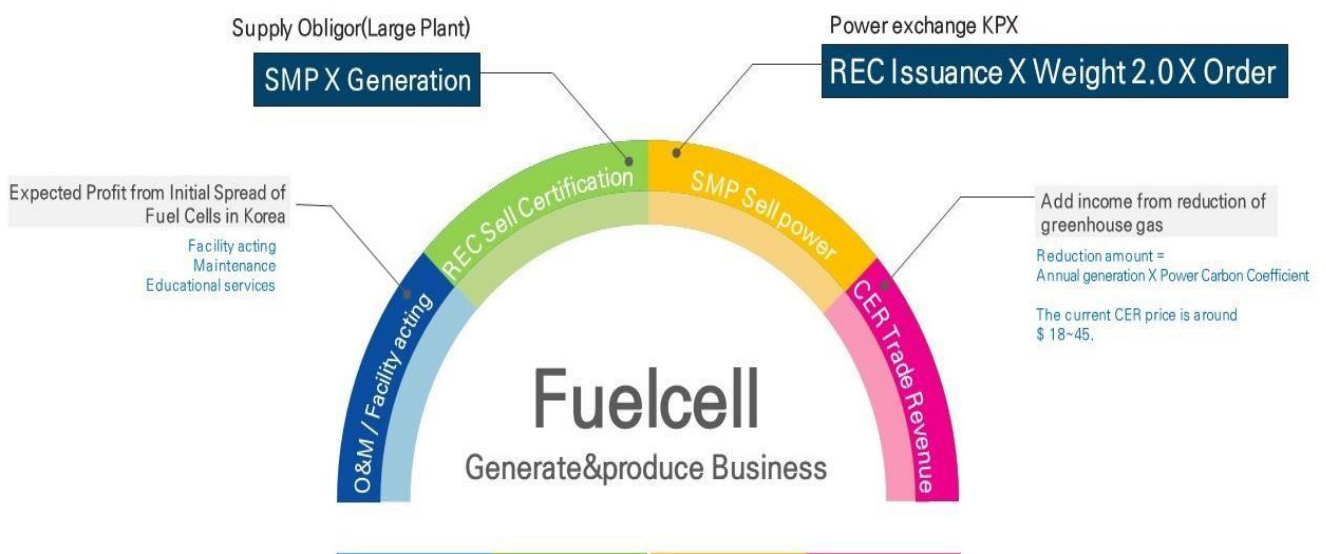 Supply Obligor(Large Plant)
SMP X Generation
Power exchange KPX
REC Issuance X Weight 2.0 X Order
Expected Profit from Initial Spread of
Fuel Cells in Korea
Facility acting
Maintenance
Educational services
O&M / Facility acting
REC Sell Certification
SMP Sell power
CER Trade Revenue
Add income from reduction of
greenhouse gas
Reduction amount =
Annual generation X Power Carbon Coefficient
The current CER price is around
$ 18~45.
Fuelcell
Generate&produce Business